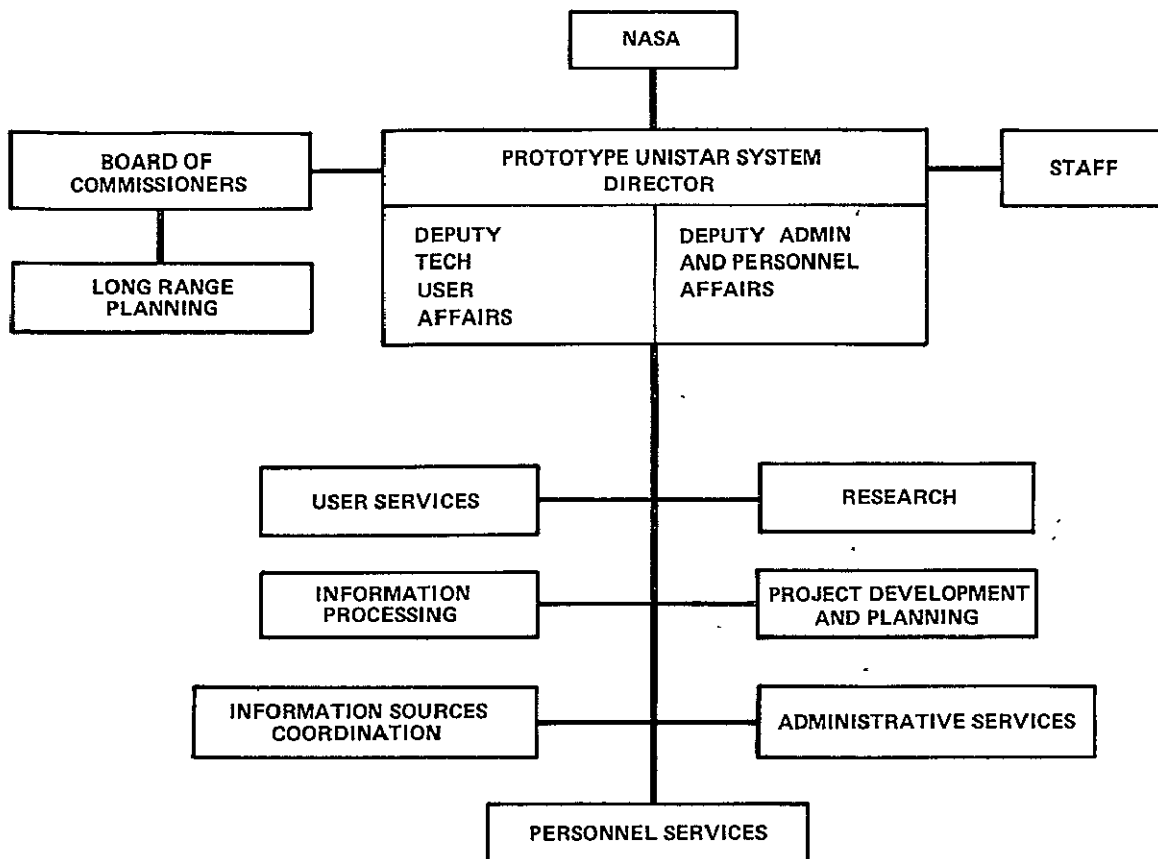 NASA
BOARD OF
COMMISSIONERS
PROTOTYPE UNISTAR SYSTEM
DIRECTOR
STAFF
LONG RANGE
PLANNING
DEPUTY
TECH
USER
AFFAIRS
DEPUTY ADMIN
AND PERSONNEL
AFFAIRS
USER SERVICES
RESEARCH
INFORMATION
PROCESSING
PROJECT DEVELOPMENT
AND PLANNING
INFORMATION SOURCES
COORDINATION
ADMINISTRATIVE SERVICES
PERSONNEL SERVICES